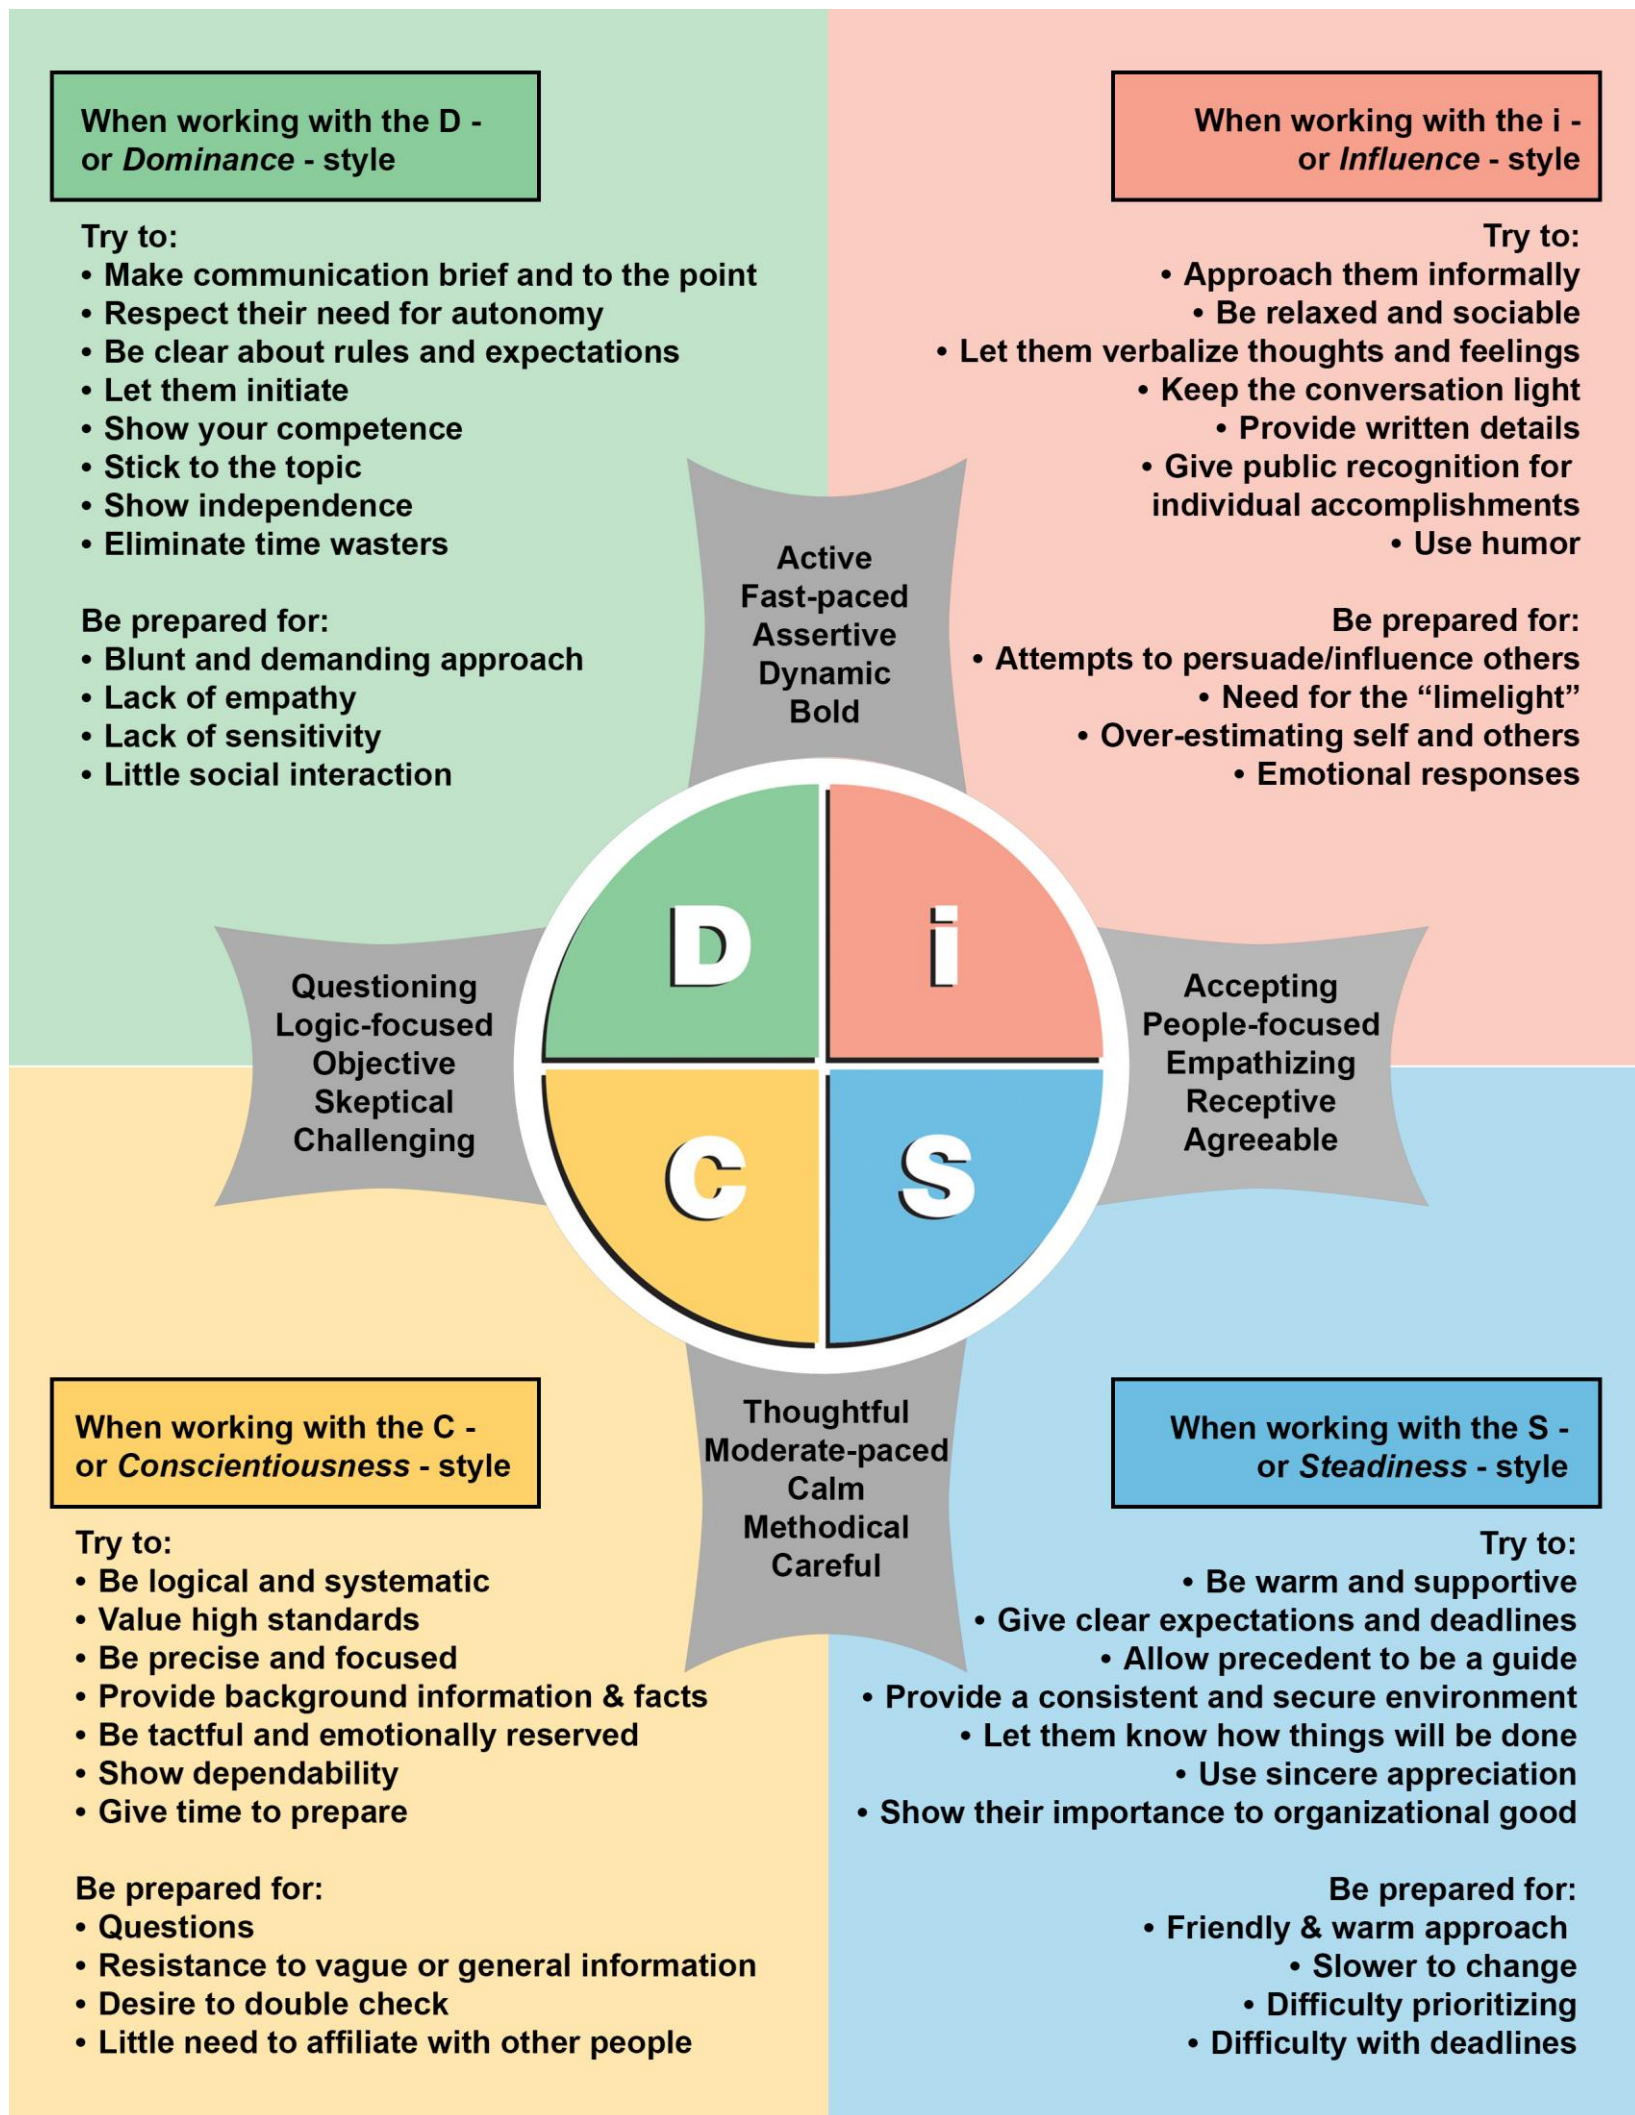 When working with the D -
or Dominance - style
Try to:
• Make communication brief and to the point
• Respect their need for autonomy
• Be clear about rules and expectations
• Let them initiate
• Show your competence
• Stick to the topic
• Show independence
• Eliminate time wasters
Be prepared for:
• Blunt and demanding approach
• Lack of empathy
• Lack of sensitivity
• Little social interaction
When working with the i -
or Influence - style
Try to:
• Approach them informally
• Be relaxed and sociable
• Let them verbalize thoughts and feelings
• Keep the conversation light
• Provide written details
• Give public recognition for
individual accomplishments
• Use humor
Be prepared for:
• Attempts to persuade/influence others
• Need for the “limelight”
• Over-estimating self and others
• Emotional responses
Active
Fast-paced
Assertive
Dynamic
Bold
Questioning
Logic-focused
Objective
Skeptical
Challenging
D
i
C
S
Accepting
People-focused
Empathizing
Receptive
Agreeable
Thoughtful
Moderate-paced
Calm
Methodical
Careful
When working with the C -
or Conscientiousness - style
Try to:
• Be logical and systematic
• Value high standards
• Be precise and focused
• Provide background information & facts
• Be tactful and emotionally reserved
• Show dependability
• Give time to prepare
Be prepared for:
• Questions
• Resistance to vague or general information
• Desire to double check
• Little need to affiliate with other people
When working with the S -
or Steadiness - style
Try to:
• Be warm and supportive
• Give clear expectations and deadlines
• Allow precedent to be a guide
• Provide a consistent and secure environment
• Let them know how things will be done
• Use sincere appreciation
• Show their importance to organizational good
Be prepared for:
• Friendly & warm approach
• Slower to change
• Difficulty prioritizing
• Difficulty with deadlines